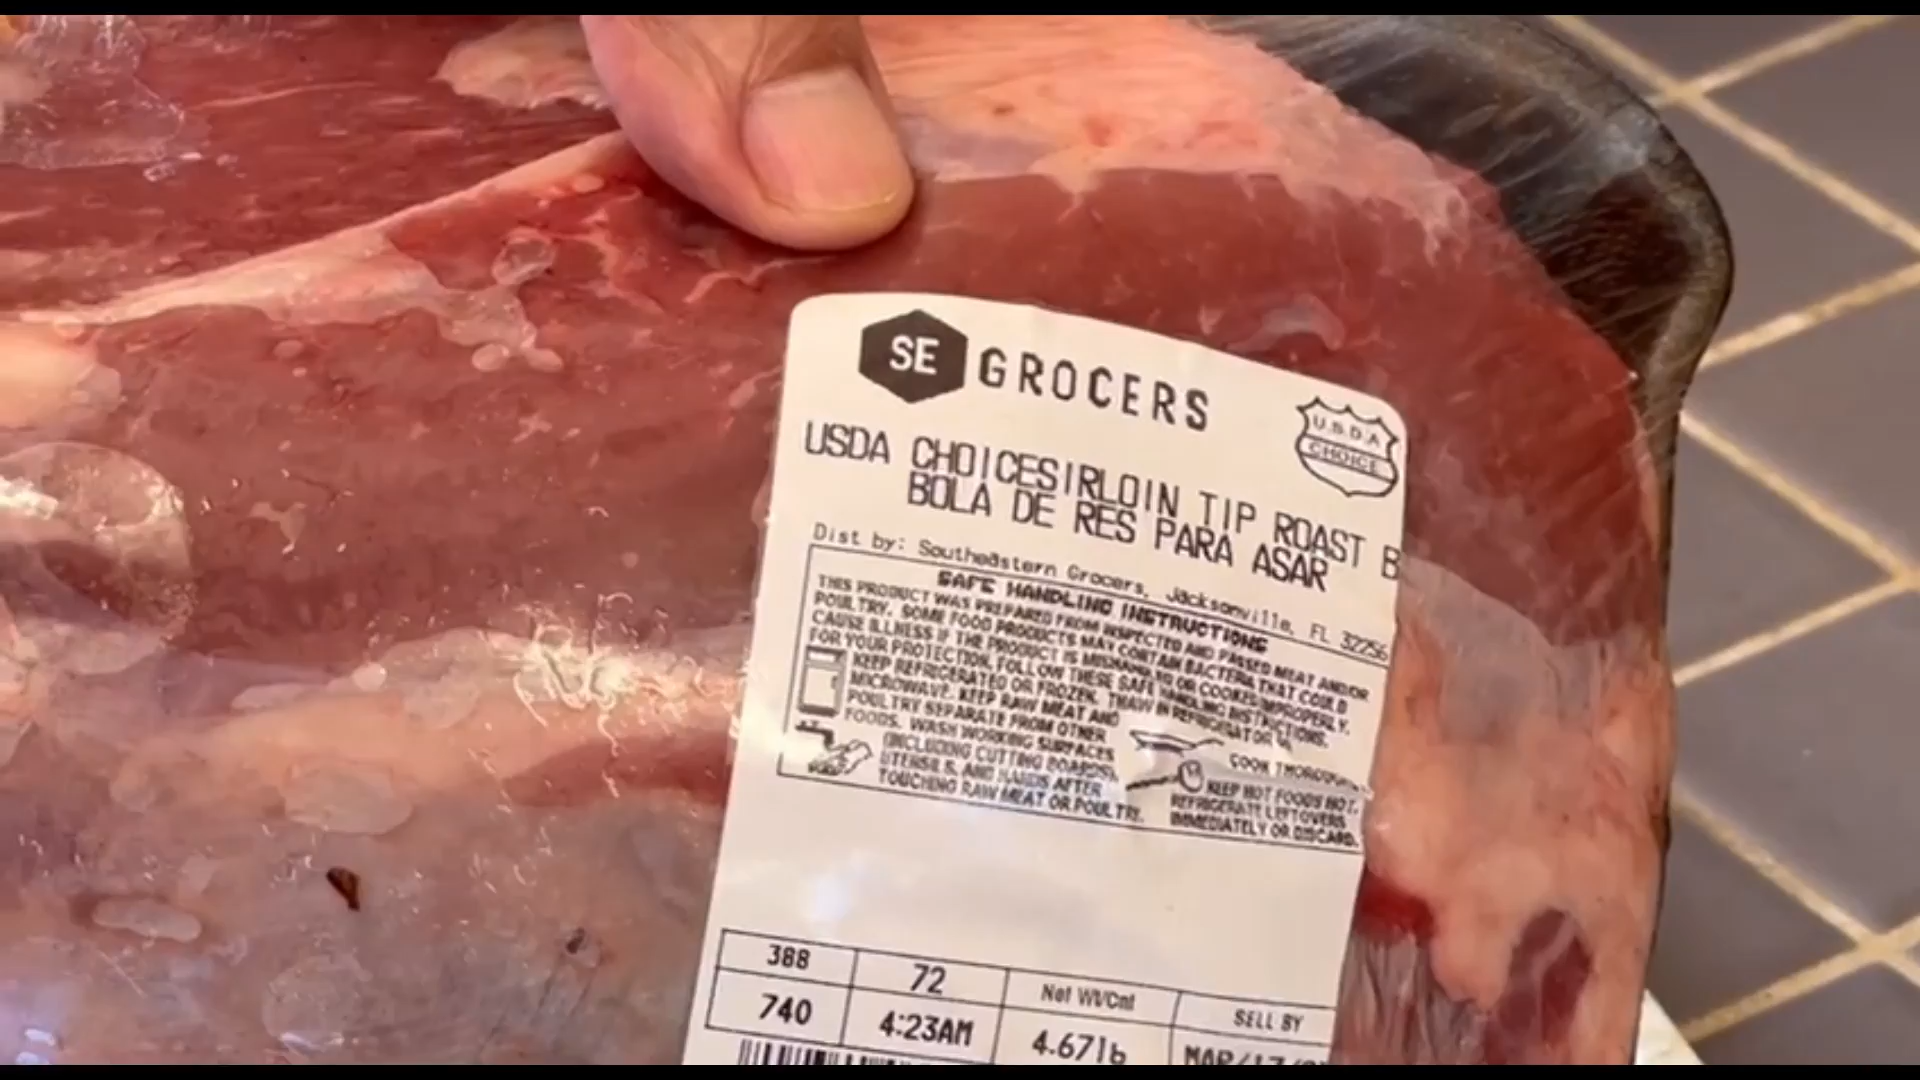 SE GROCERS
U.S.D.A
CHOICE
USDA CHOICESIRLOIN TIP ROAST B
BOLA DE RES PARA ASAR
Dist by: Southeastern Grocers, Jacksonville, FL 32256
SAFE HANDLING INSTRUCTIONS
THIS PRODUCT WAS PREPARED FROM INSPECTED AND PASSED MEAT AND/OR
POULTRY. SOME FOOD PRODUCTS MAY CONTAIN BACTERIA THAT COULD
CAUSE ILLNESS IF THE PRODUCT IS MISHANDLED OR COOKED IMPROPERLY.
FOR YOUR PROTECTION, FOLLOW THESE SAFE HANDLING INSTRUCTIONS.
KEEP REFRIGERATED OR FROZEN. THAW IN REFRIGERATOR OR
MICROWAVE. KEEP RAW MEAT AND
POULTRY SEPARATE FROM OTHER
FOODS. WASH WORKING SURFACES
(INCLUDING CUTTING BOARDS),
UTENSILS, AND HANDS AFTER
TOUCHING RAW MEAT OR POULTRY.
COOK
KEEP HOT FOODS HOT.
REFRIGERATE LEFTOVERS
IMMEDIATELY OR DISCARD.
388 72 Net Wt/Cnt SELL BY
740 4:23AM 4.67lb MAR/17/